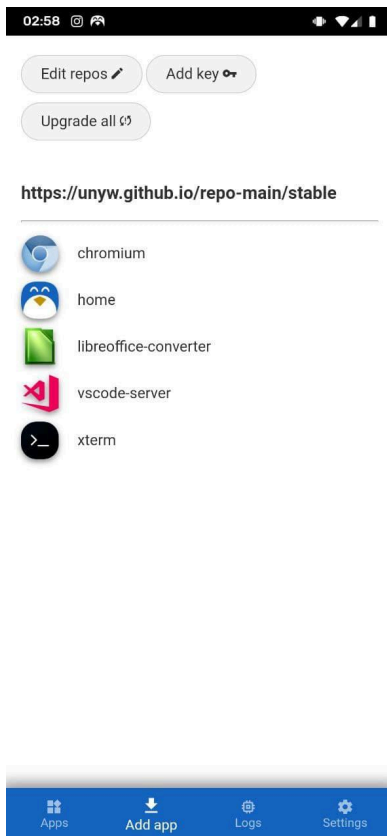 02:58
Edit repos
Add key
Upgrade all
https://unyw.github.io/repo-main/stable
chromium
home
libreoffice-converter
vscode-server
xterm
Apps
Add app
Logs
Settings